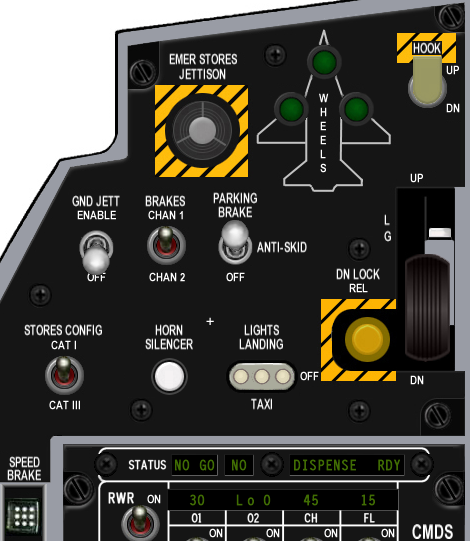 HOOK
EMER STORES
JETTISON
UP
DN
WHEELS
UP
GND JETT
ENABLE
OFF
BRAKES
CHAN 1
CHAN 2
PARKING
BRAKE
ANTI-SKID
OFF
L
G
DN LOCK
REL
STORES CONFIG
CAT I
CAT III
HORN
SILENCER
LIGHTS
LANDING
OFF
TAXI
DN
SPEED
BRAKE
STATUS NO GO NO DISPENSE RDY
RWR ON 30 Lo 0 45 15
O1 O2 CH FL
ON ON ON ON
CMDS